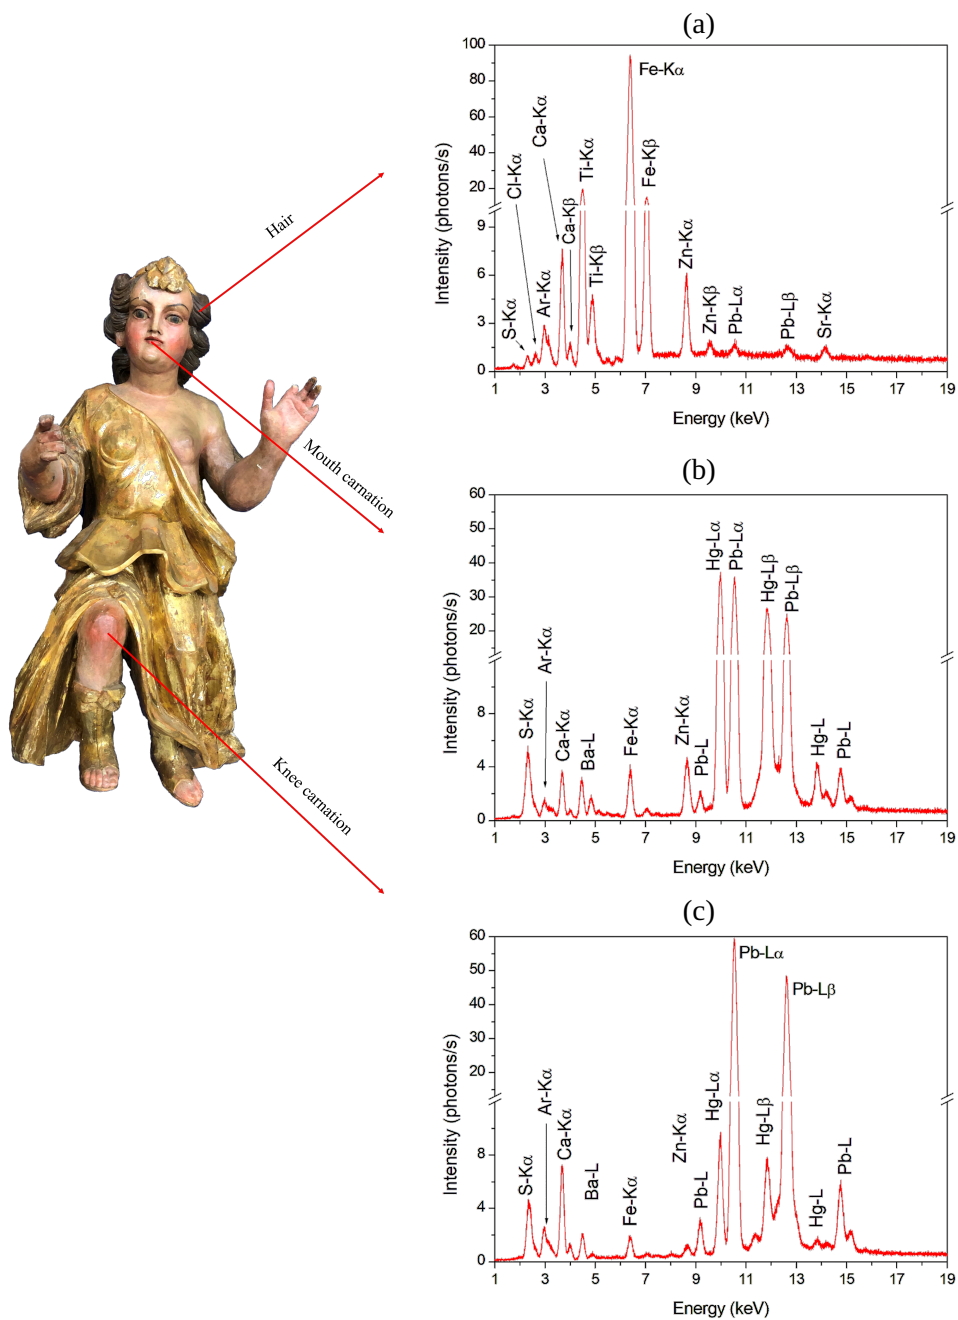 Hair
Mouth carnation
Knee carnation
(a)
Intensity (photons/s)
100
80
60
40
20
9
6
3
0
S-Kα
Cl-Kα
Ar-Kα
Ca-Kα
Ca-Kβ
Ti-Kα
Ti-Kβ
Fe-Kα
Fe-Kβ
Zn-Kα
Zn-Kβ
Pb-Lα
Pb-Lβ
Sr-Kα
1 3 5 7 9 11 13 15 17 19
Energy (keV)
(b)
Intensity (photons/s)
60
50
40
30
20
8
4
0
S-Kα
Ar-Kα
Ca-Kα
Ba-L
Fe-Kα
Zn-Kα
Pb-L
Hg-Lα
Pb-Lα
Hg-Lβ
Pb-Lβ
Hg-L
Pb-L
1 3 5 7 9 11 13 15 17 19
Energy (keV)
(c)
Intensity (photons/s)
60
50
40
30
20
8
4
0
S-Kα
Ar-Kα
Ca-Kα
Ba-L
Fe-Kα
Zn-Kα
Pb-L
Hg-Lα
Pb-Lα
Hg-Lβ
Pb-Lβ
Hg-L
Pb-L
1 3 5 7 9 11 13 15 17 19
Energy (keV)